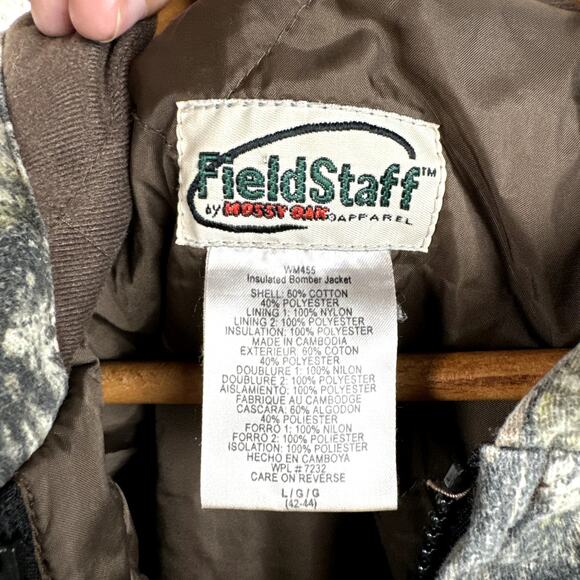 FieldStaff™
by MOSSY OAK APPAREL
WM455
Insulated Bomber Jacket
SHELL: 60% COTTON
40% POLYESTER
LINING 1: 100% NYLON
LINING 2: 100% POLYESTER
INSULATION: 100% POLYESTER
MADE IN CAMBODIA
EXTERIEUR: 60% COTON
40% POLYESTER
DOUBLURE 1: 100% NILON
DOUBLURE 2: 100% POLYESTER
AISLAMIENTO: 100% POLYESTER
FABRIQUE AU CAMBODGE
CASCARA: 60% ALGODON
40% POLYESTER
FORRO 1: 100% NILON
FORRO 2: 100% POLYESTER
ISOLATION: 100% POLYESTER
HECHO EN CAMBOYA
WPL # 7232
CARE ON REVERSE
L / G / G
(42-44)